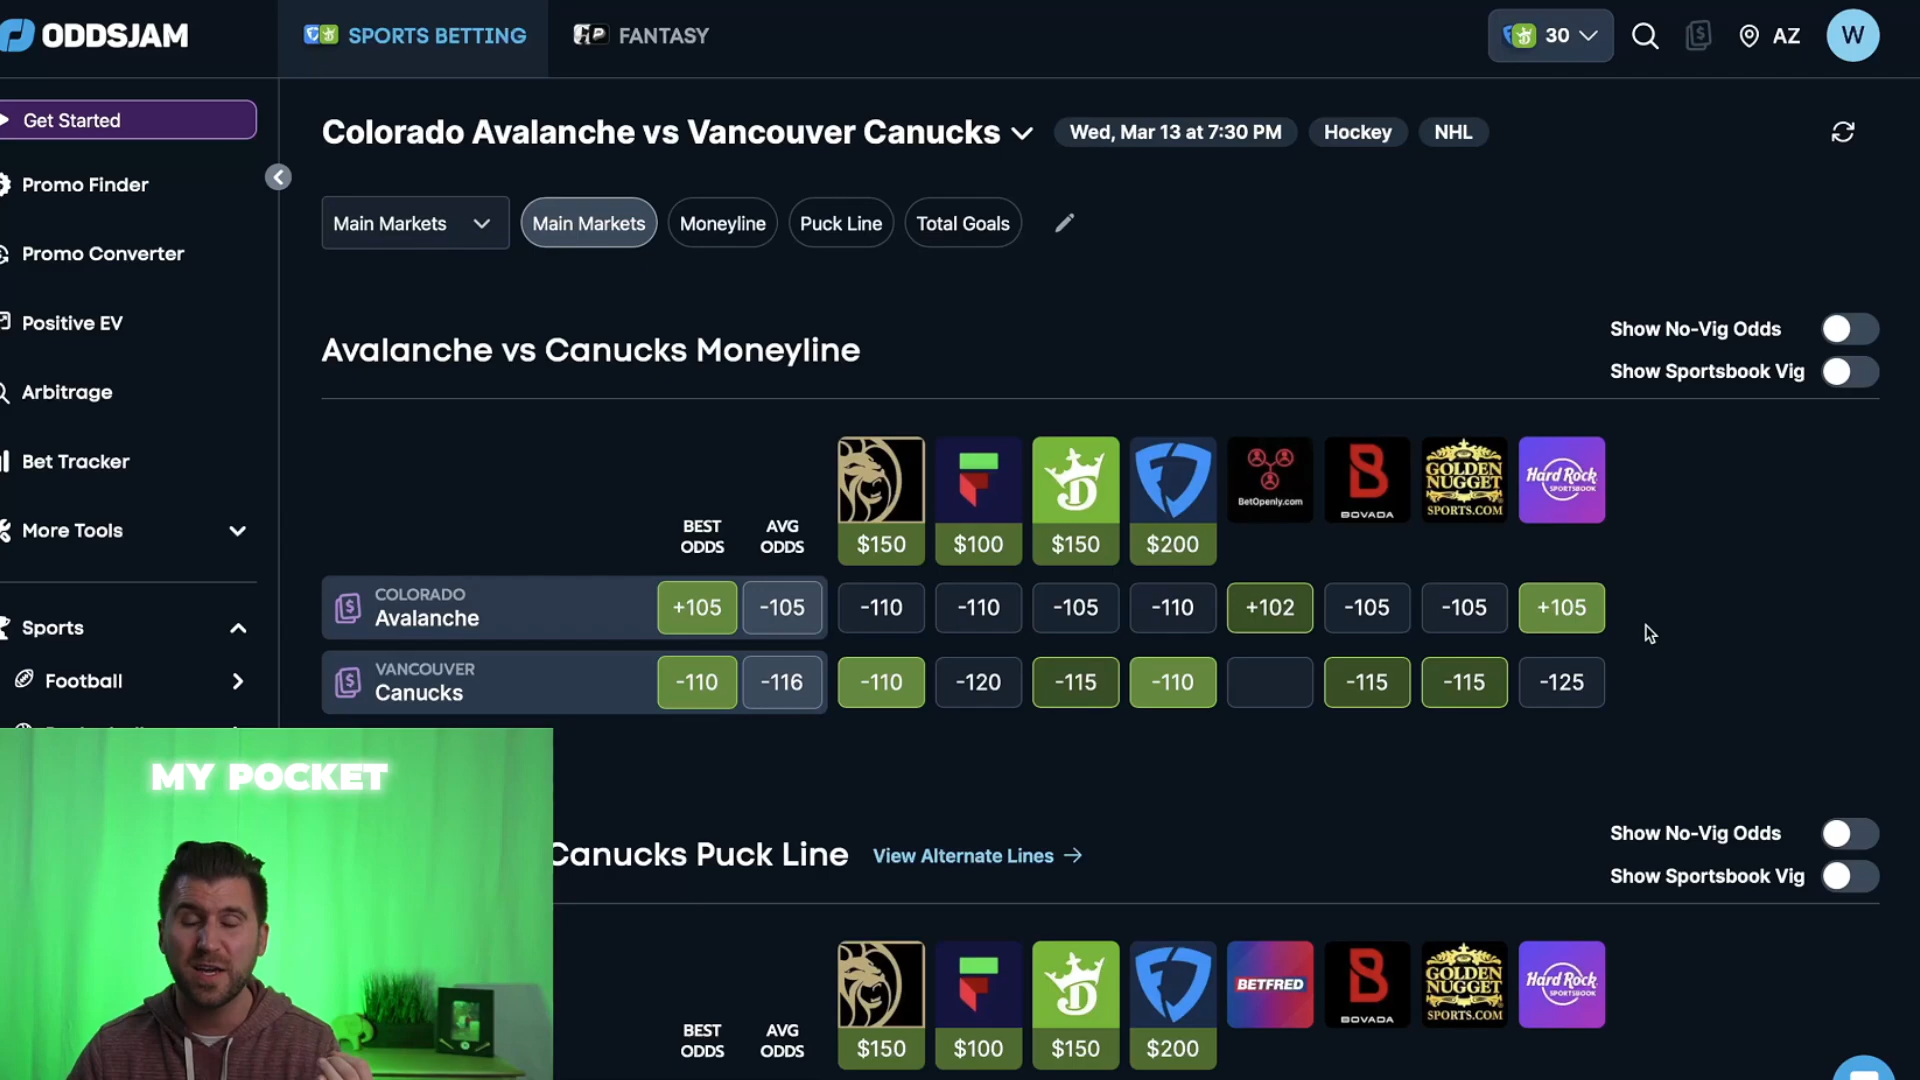 ODDSJAM
SPORTS BETTING
FANTASY
30
AZ
W
Get Started
Promo Finder
Promo Converter
Positive EV
Arbitrage
Bet Tracker
More Tools
Sports
Football
Colorado Avalanche vs Vancouver Canucks
Wed, Mar 13 at 7:30 PM
Hockey
NHL
Main Markets
Main Markets
Moneyline
Puck Line
Total Goals
Avalanche vs Canucks Moneyline
Show No-Vig Odds
Show Sportsbook Vig
BEST ODDS
AVG ODDS
$150
$100
$150
$200
BetOpenly.com
BOVADA
GOLDEN NUGGET SPORTS.COM
Hard Rock SPORTSBOOK
COLORADO
Avalanche
+105 -105 -110 -110 -105 -110 +102 -105 -105 +105
VANCOUVER
Canucks
-110 -116 -110 -120 -115 -110 -115 -115 -125
MY POCKET
Canucks Puck Line
View Alternate Lines
Show No-Vig Odds
Show Sportsbook Vig
BEST ODDS
AVG ODDS
$150
$100
$150
$200
BETFRED
BOVADA
GOLDEN NUGGET SPORTS.COM
Hard Rock SPORTSBOOK